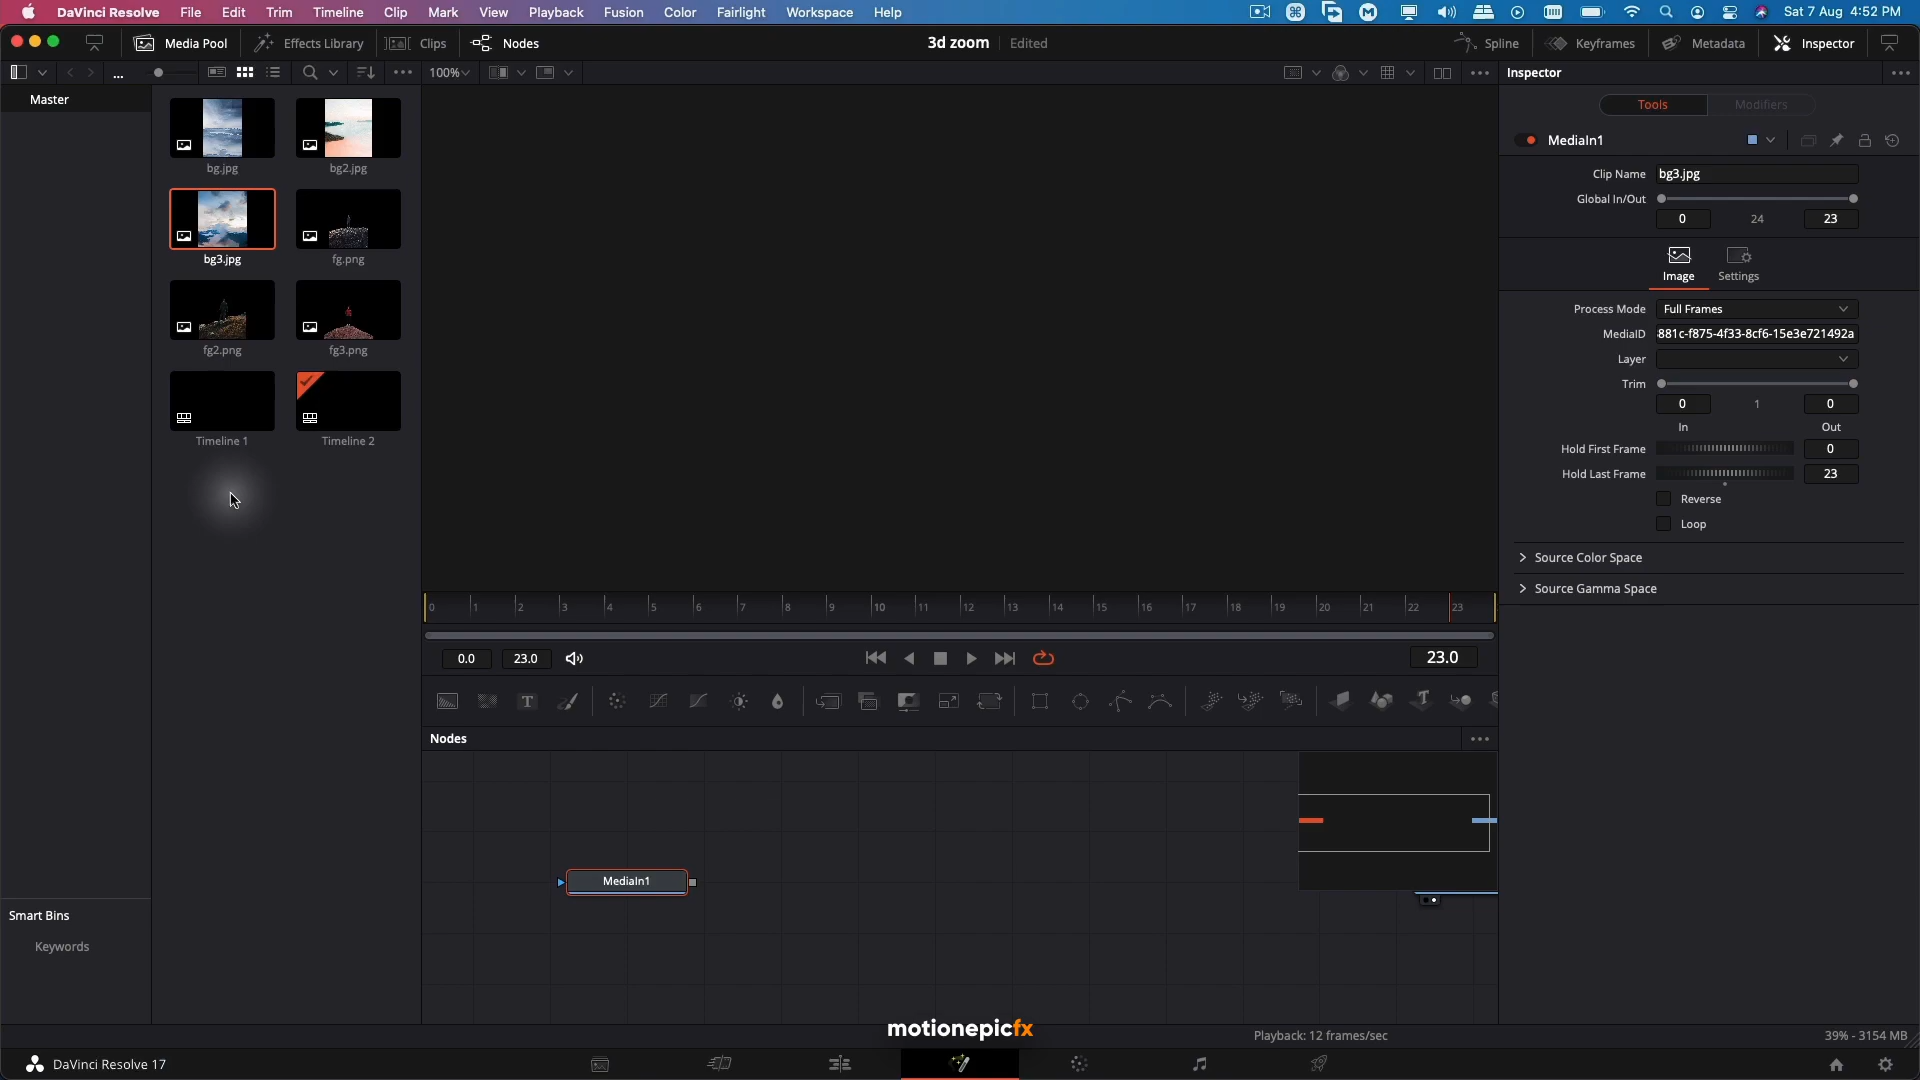 DaVinci Resolve File Edit Trim Timeline Clip Mark View Playback Fusion Color Fairlight Workspace Help Sat 7 Aug 4:52 PM
Media Pool Effects Library Clips Nodes 3d zoom Edited Spline Keyframes Metadata Inspector
... 100% Inspector
Master
Tools Modifiers
MediaIn1
bg.jpg bg2.jpg
Clip Name bg3.jpg
Global In/Out
0 24 23
bg3.jpg fg.png
Image Settings
Process Mode Full Frames
MediaID 881c-f875-4f33-8cf6-15e3e721492a
fg2.png fg3.png
Layer
Trim
0 1 0
In Out
Timeline 1 Timeline 2
Hold First Frame 0
Hold Last Frame 23
Reverse
Loop
Source Color Space
Source Gamma Space
0 1 2 3 4 5 6 7 8 9 10 11 12 13 14 15 16 17 18 19 20 21 22 23
0.0 23.0 23.0
T T
Nodes
MediaIn1
Smart Bins
Keywords
motionepicfx
Playback: 12 frames/sec 39% - 3154 MB
DaVinci Resolve 17